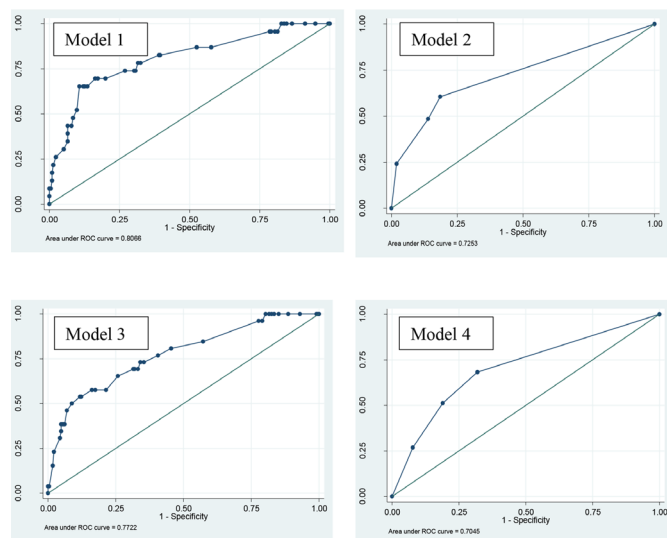 Model 1
1.00
0.75
0.50
0.25
0.00
0.00 0.25 0.50 0.75 1.00
1 - Specificity
Area under ROC curve = 0.8066
Model 2
1.00
0.75
0.50
0.25
0.00
0.00 0.25 0.50 0.75 1.00
1 - Specificity
Area under ROC curve = 0.7253
Model 3
1.00
0.75
0.50
0.25
0.00
0.00 0.25 0.50 0.75 1.00
1 - Specificity
Area under ROC curve = 0.7722
Model 4
1.00
0.75
0.50
0.25
0.00
0.00 0.25 0.50 0.75 1.00
1 - Specificity
Area under ROC curve = 0.7045